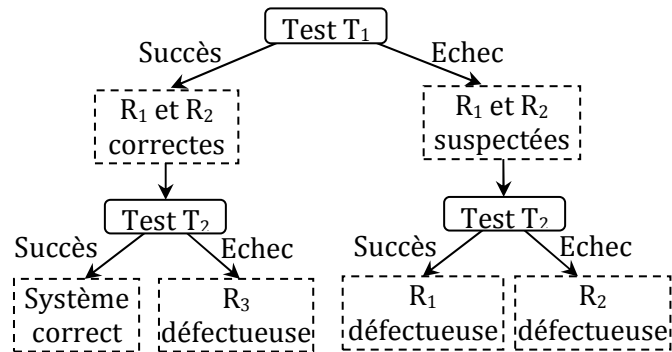 Test T₁
Succès
Echec
R₁ et R₂
correctes
R₁ et R₂
suspectées
Test T₂
Test T₂
Succès
Echec
Succès
Echec
Système
correct
R₃
défectueuse
R₁
défectueuse
R₂
défectueuse